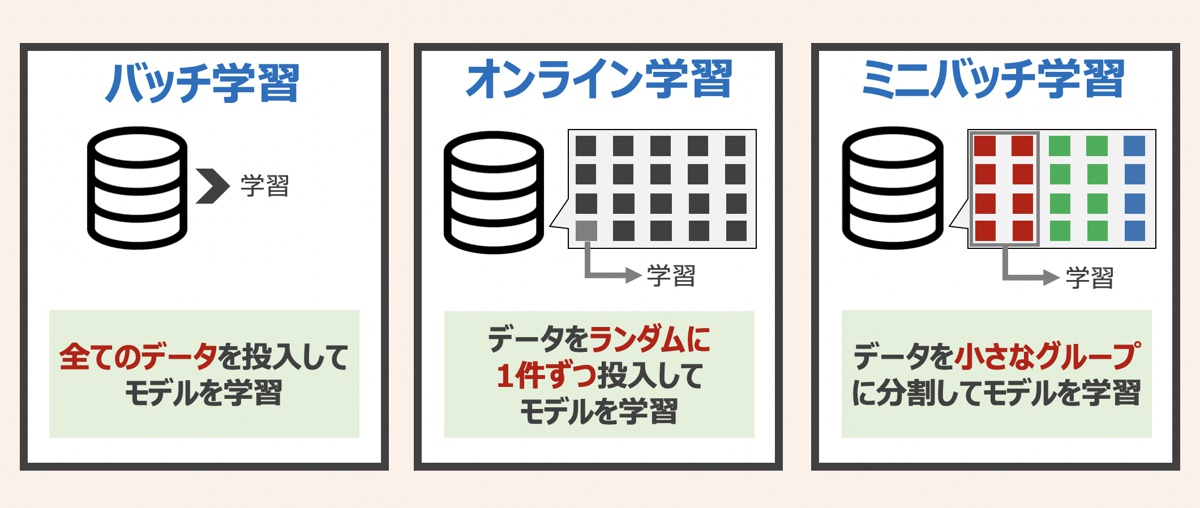 バッチ学習
学習
全てのデータを投入して
モデルを学習
オンライン学習
学習
データをランダムに
1件ずつ投入して
モデルを学習
ミニバッチ学習
学習
データを小さなグループ
に分割してモデルを学習